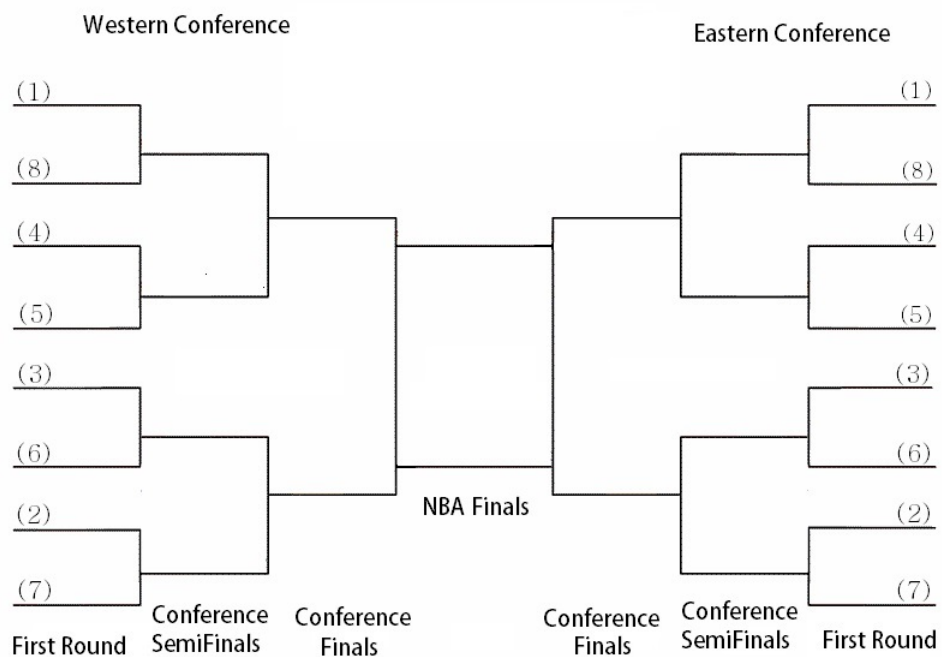 Western Conference
Eastern Conference
(1)
(8)
(4)
(5)
(3)
(6)
(2)
(7)
(1)
(8)
(4)
(5)
(3)
(6)
(2)
(7)
NBA Finals
First Round
Conference
SemiFinals
Conference
Finals
Conference
Finals
Conference
SemiFinals
First Round